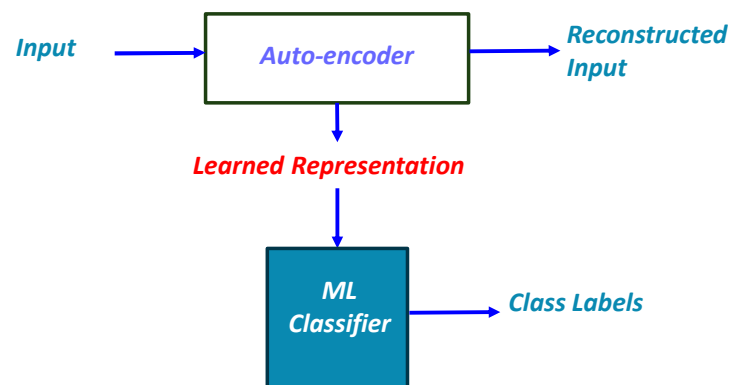 Input
Auto-encoder
Reconstructed
Input
Learned Representation
ML
Classifier
Class Labels